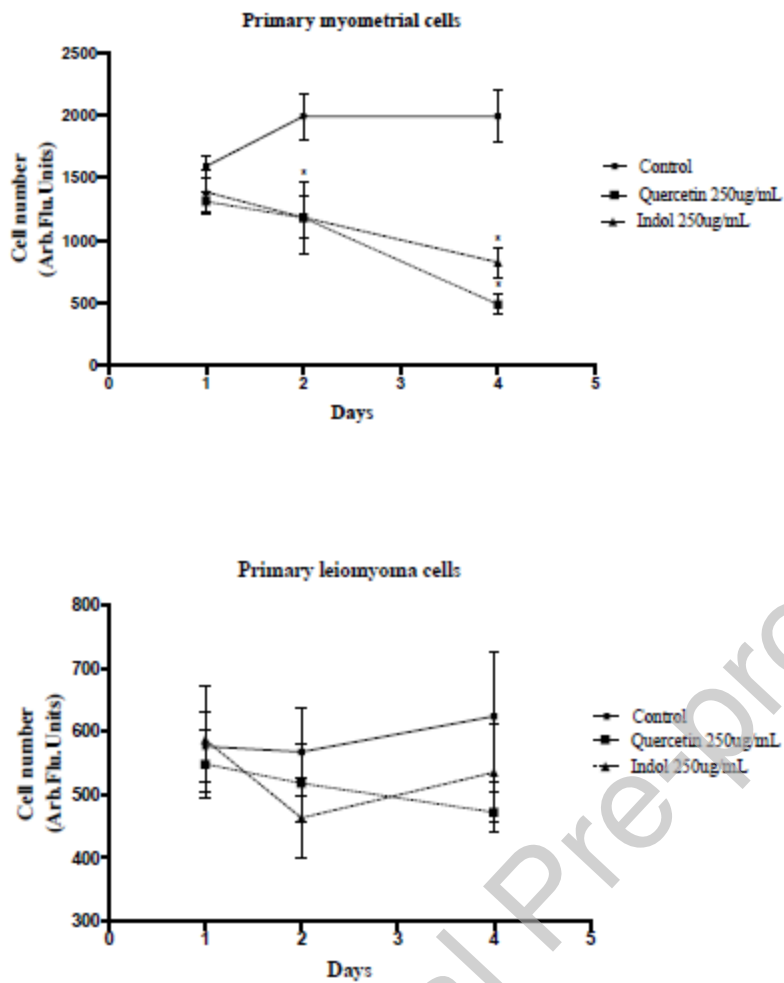 Primary myometrial cells
2500
2000
1500
1000
500
0
Cell number
(Arb.Flu.Units)
*
*
*
0 1 2 3 4 5
Days
Control
Quercetin 250ug/mL
Indol 250ug/mL
Primary leiomyoma cells
800
700
600
500
400
300
Cell number
(Arb.Flu.Units)
0 1 2 3 4 5
Days
Control
Quercetin 250ug/mL
Indol 250ug/mL
Pre-pro